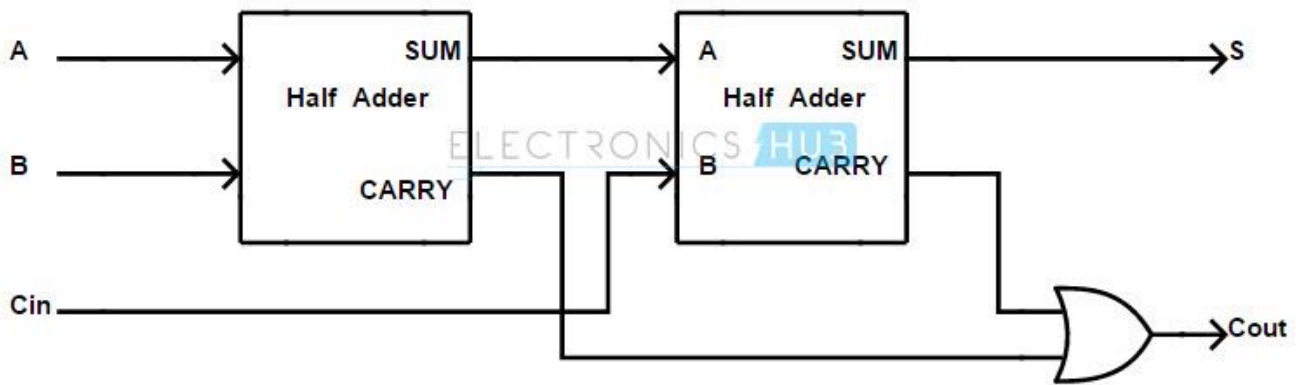 A
SUM
A
SUM
S
Half Adder
Half Adder
ELECTRONICS HUB
B
CARRY
B
CARRY
Cin
Cout